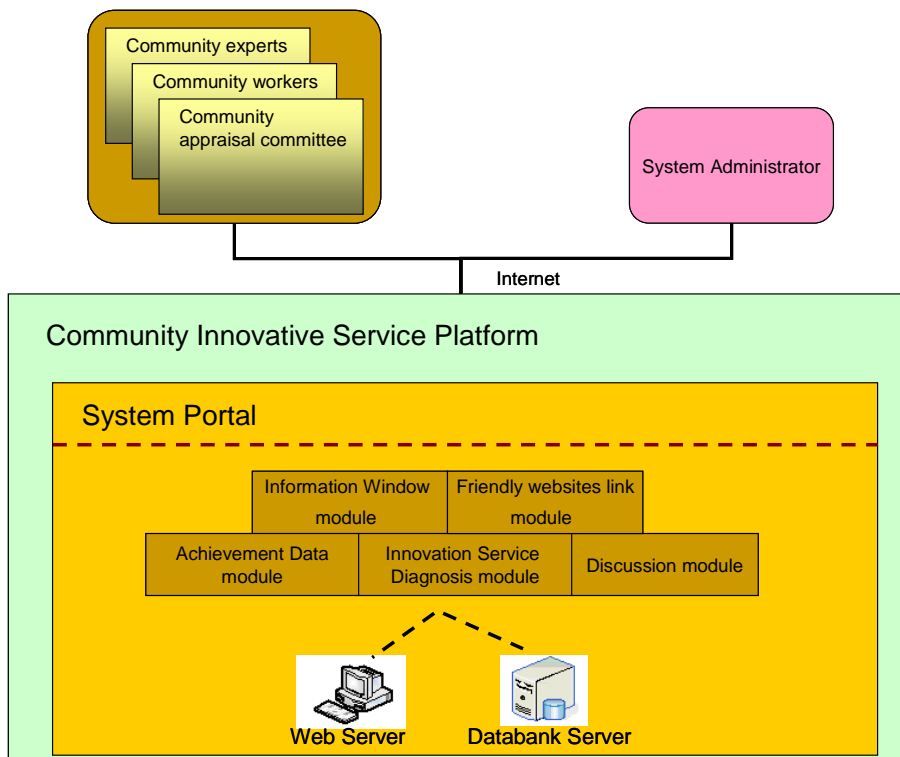 Community experts
Community workers
Community
appraisal committee
System Administrator
Internet
Community Innovative Service Platform
System Portal
Information Window
module
Friendly websites link
module
Achievement Data
module
Innovation Service
Diagnosis module
Discussion module
Web Server
Databank Server